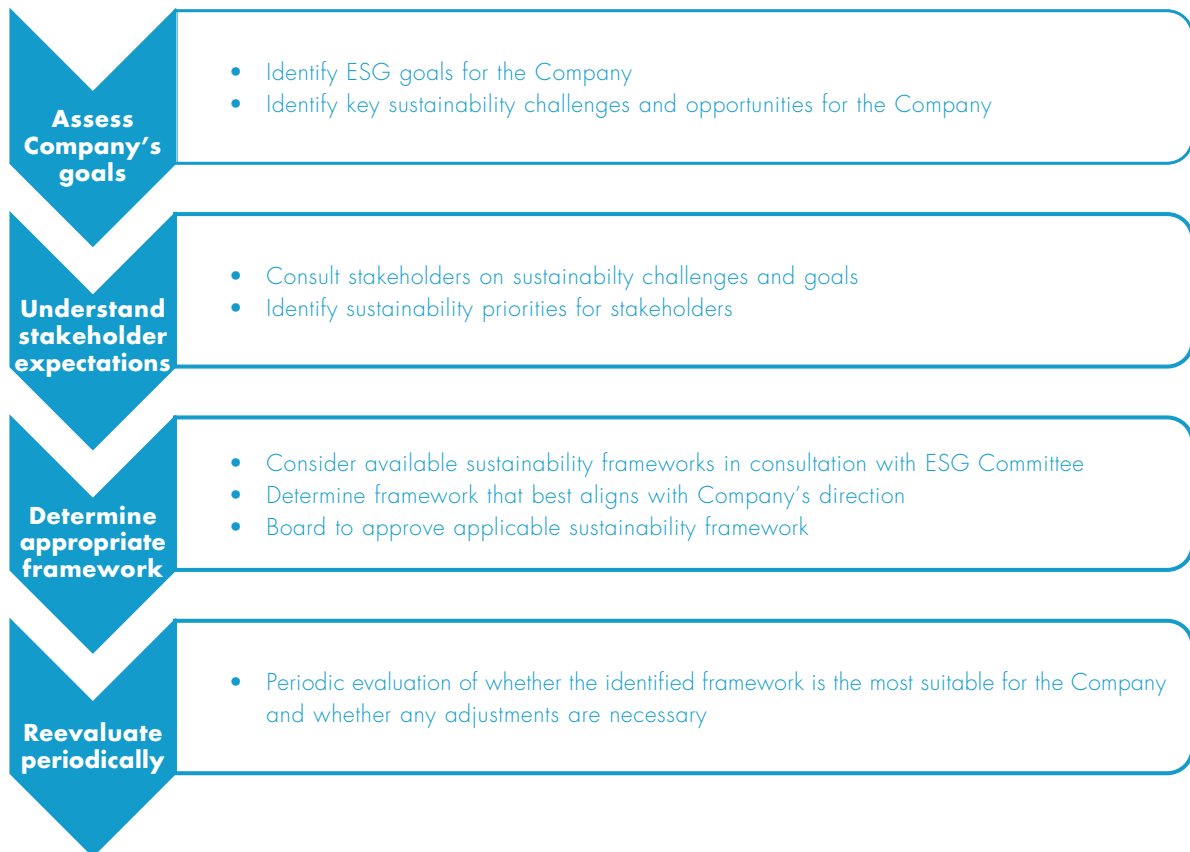 Assess
Company's
goals
• Identify ESG goals for the Company
• Identify key sustainability challenges and opportunities for the Company
Understand
stakeholder
expectations
• Consult stakeholders on sustainabilty challenges and goals
• Identify sustainability priorities for stakeholders
Determine
appropriate
framework
• Consider available sustainability frameworks in consultation with ESG Committee
• Determine framework that best aligns with Company's direction
• Board to approve applicable sustainability framework
Reevaluate
periodically
• Periodic evaluation of whether the identified framework is the most suitable for the Company
and whether any adjustments are necessary